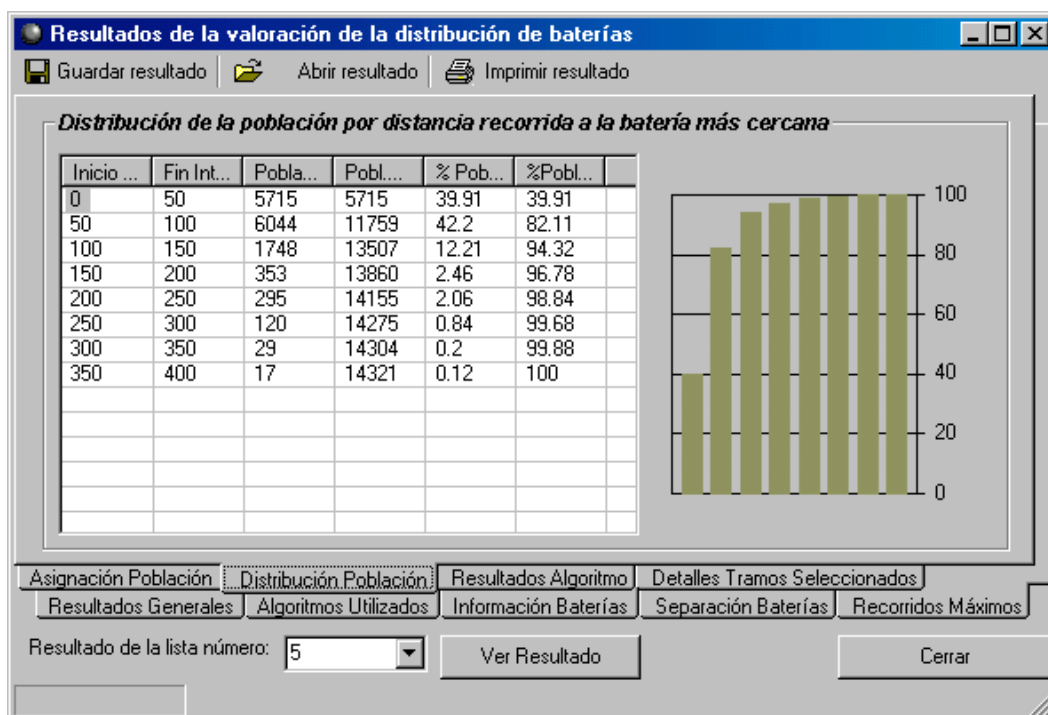 Resultados de la valoración de la distribución de baterías
Guardar resultado Abrir resultado Imprimir resultado
Distribución de la población por distancia recorrida a la batería más cercana
Inicio ... Fin Int... Pobla... Pobl.... % Pob... %Pobl...
0 50 5715 5715 39.91 39.91
50 100 6044 11759 42.2 82.11
100 150 1748 13507 12.21 94.32
150 200 353 13860 2.46 96.78
200 250 295 14155 2.06 98.84
250 300 120 14275 0.84 99.68
300 350 29 14304 0.2 99.88
350 400 17 14321 0.12 100
100
80
60
40
20
0
Asignación Población Distribución Población Resultados Algoritmo Detalles Tramos Seleccionados
Resultados Generales Algoritmos Utilizados Información Baterías Separación Baterías Recorridos Máximos
Resultado de la lista número: 5 Ver Resultado Cerrar